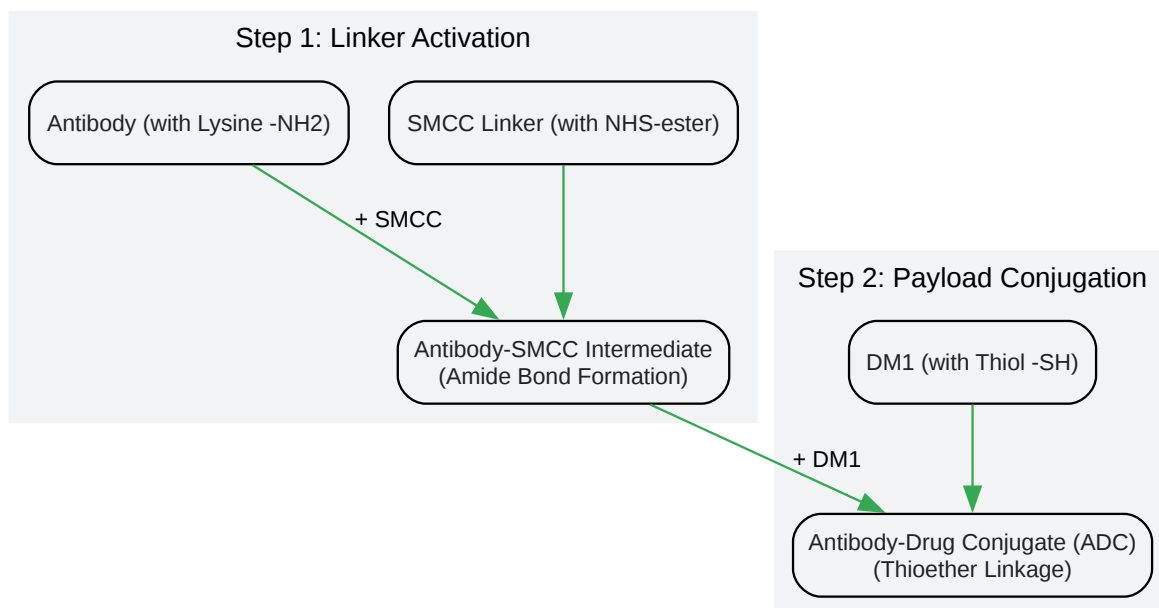 Step 1: Linker Activation
Antibody (with Lysine -NH2)
SMCC Linker (with NHS-ester)
+ SMCC
Antibody-SMCC Intermediate
(Amide Bond Formation)
Step 2: Payload Conjugation
DM1 (with Thiol -SH)
+ DM1
Antibody-Drug Conjugate (ADC)
(Thioether Linkage)